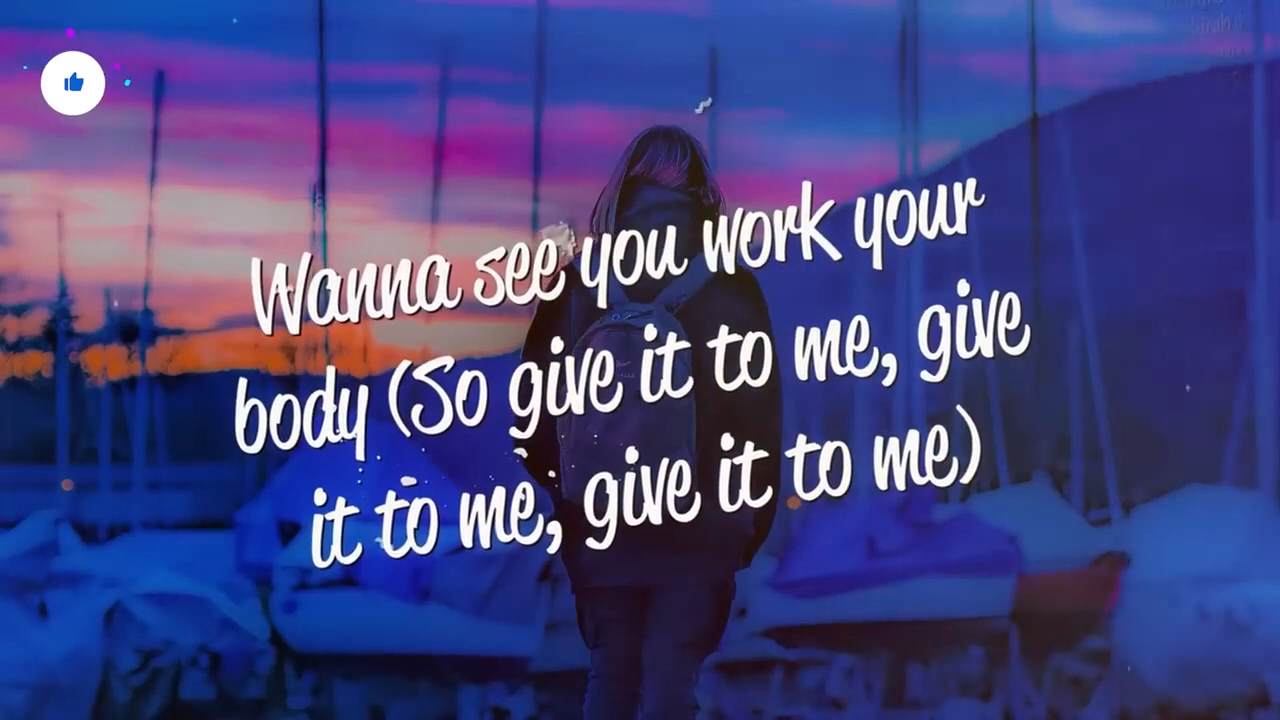 Wanna see you work your
body (So give it to me, give
it to me, give it to me)